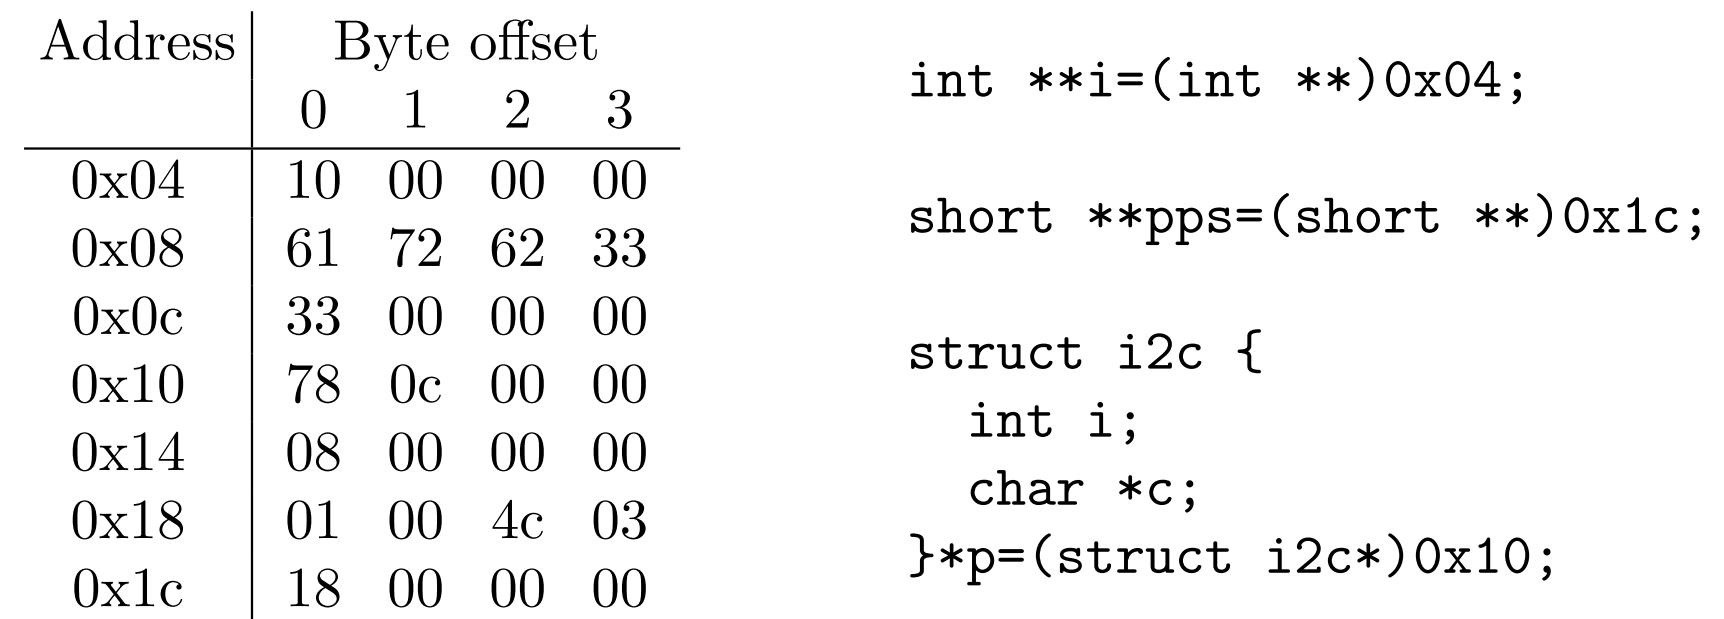 Address Byte offset
0 1 2 3
0x04 10 00 00 00
0x08 61 72 62 33
0x0c 33 00 00 00
0x10 78 0c 00 00
0x14 08 00 00 00
0x18 01 00 4c 03
0x1c 18 00 00 00
int **i=(int **)0x04;
short **pps=(short **)0x1c;
struct i2c {
int i;
char *c;
}*p=(struct i2c*)0x10;